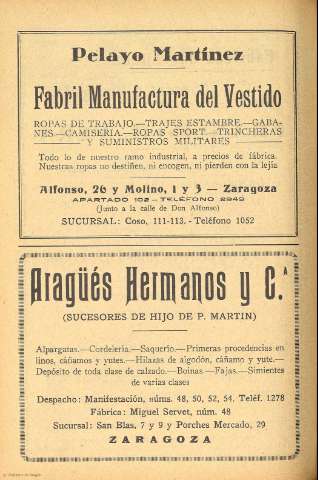 Pelayo Martínez
Fabril Manufactura del Vestido
ROPAS DE TRABAJO.—TRAJES ESTAMBRE.—GABA-
NES.—CAMISERIA.—ROPAS SPORT.—TRINCHERAS
Y SUMINISTROS MILITARES
Todo lo de nuestro ramo industrial, a precios de fábrica.
Nuestras ropas no destiñen, ni encogen, ni pierden con la lejía
Alfonso, 26 y Molino, 1 y 3 — Zaragoza
APARTADO 102 — TELÉFONO 2949
(Junto a la calle de Don Alfonso)
SUCURSAL: Coso, 111-113. - Teléfono 1052
Aragüés Hermanos y C.ª
(SUCESORES DE HIJO DE P. MARTIN)
Alpargatas.—Cordelería.—Saquerío.—Primeras procedencias en
linos, cáñamos y yutes.—Hilazas de algodón, cáñamo y yute.—
Depósito de toda clase de calzado.—Boinas—Fajas.—Simientes
de varias clases
Despacho: Manifestación, núms. 48, 50, 52, 54, Teléf. 1278
Fábrica: Miguel Servet, núm. 48
Sucursal: San Blas, 7 y 9 y Porches Mercado, 29
ZARAGOZA